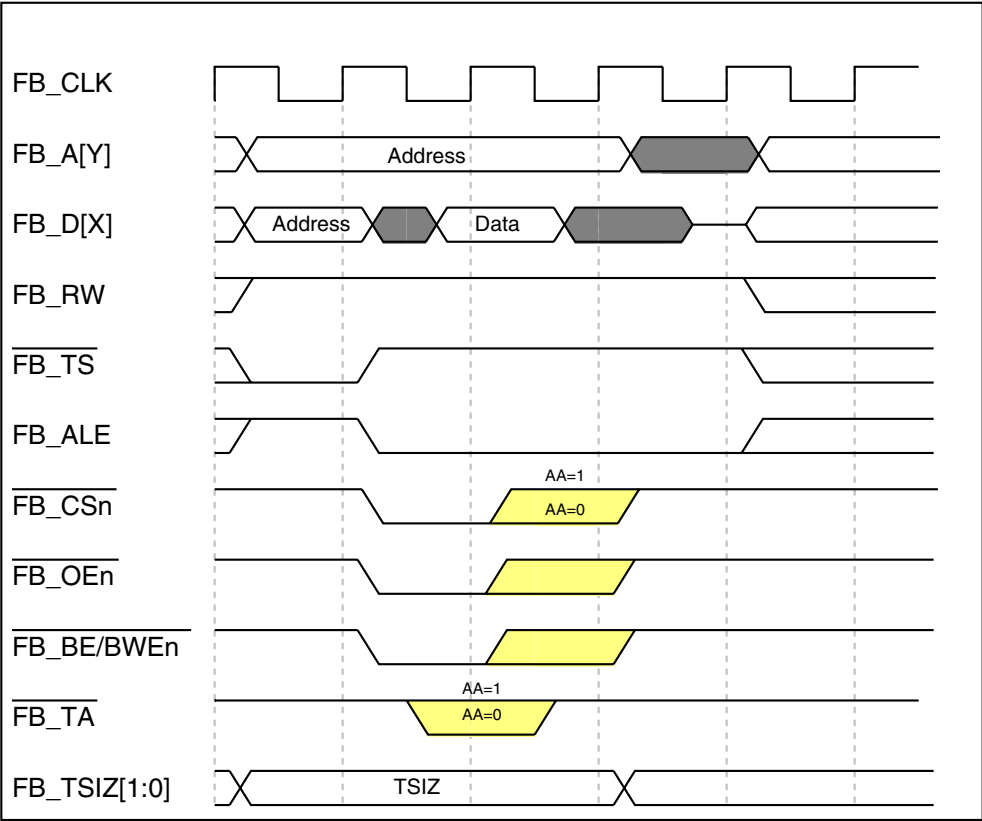 FB_CLK
FB_A[Y]
Address
FB_D[X]
Address
Data
FB_RW
FB_TS
FB_ALE
AA=1
FB_CSn
AA=0
FB_OEn
FB_BE/BWEn
AA=1
FB_TA
AA=0
FB_TSIZ[1:0]
TSIZ